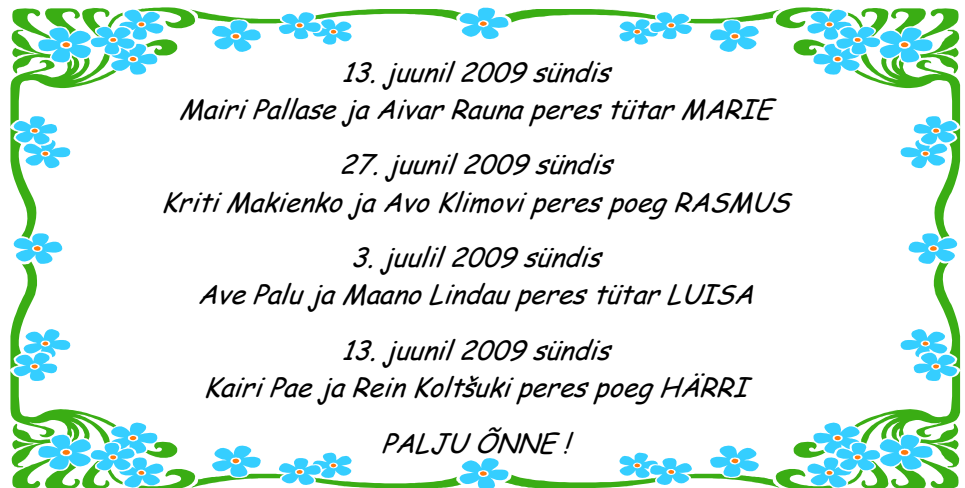 13. juunil 2009 sündis
Mairi Pallase ja Aivar Rauna peres tütar MARIE
27. juunil 2009 sündis
Kriti Makienko ja Avo Klimovi peres poeg RASMUS
3. juulil 2009 sündis
Ave Palu ja Maano Lindau peres tütar LUISA
13. juunil 2009 sündis
Kairi Pae ja Rein Koltšuki peres poeg HÄRRI
PALJU ÕNNE !